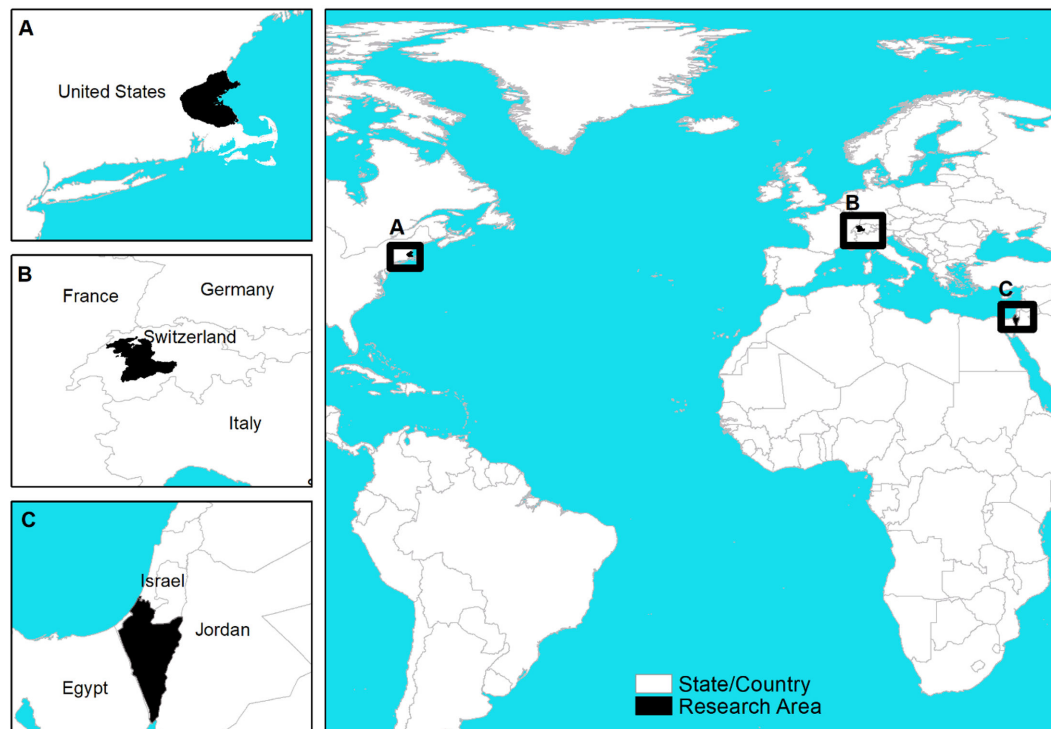 A
United States
B
France
Germany
Switzerland
Italy
C
Israel
Jordan
Egypt
A
B
C
State/Country
Research Area